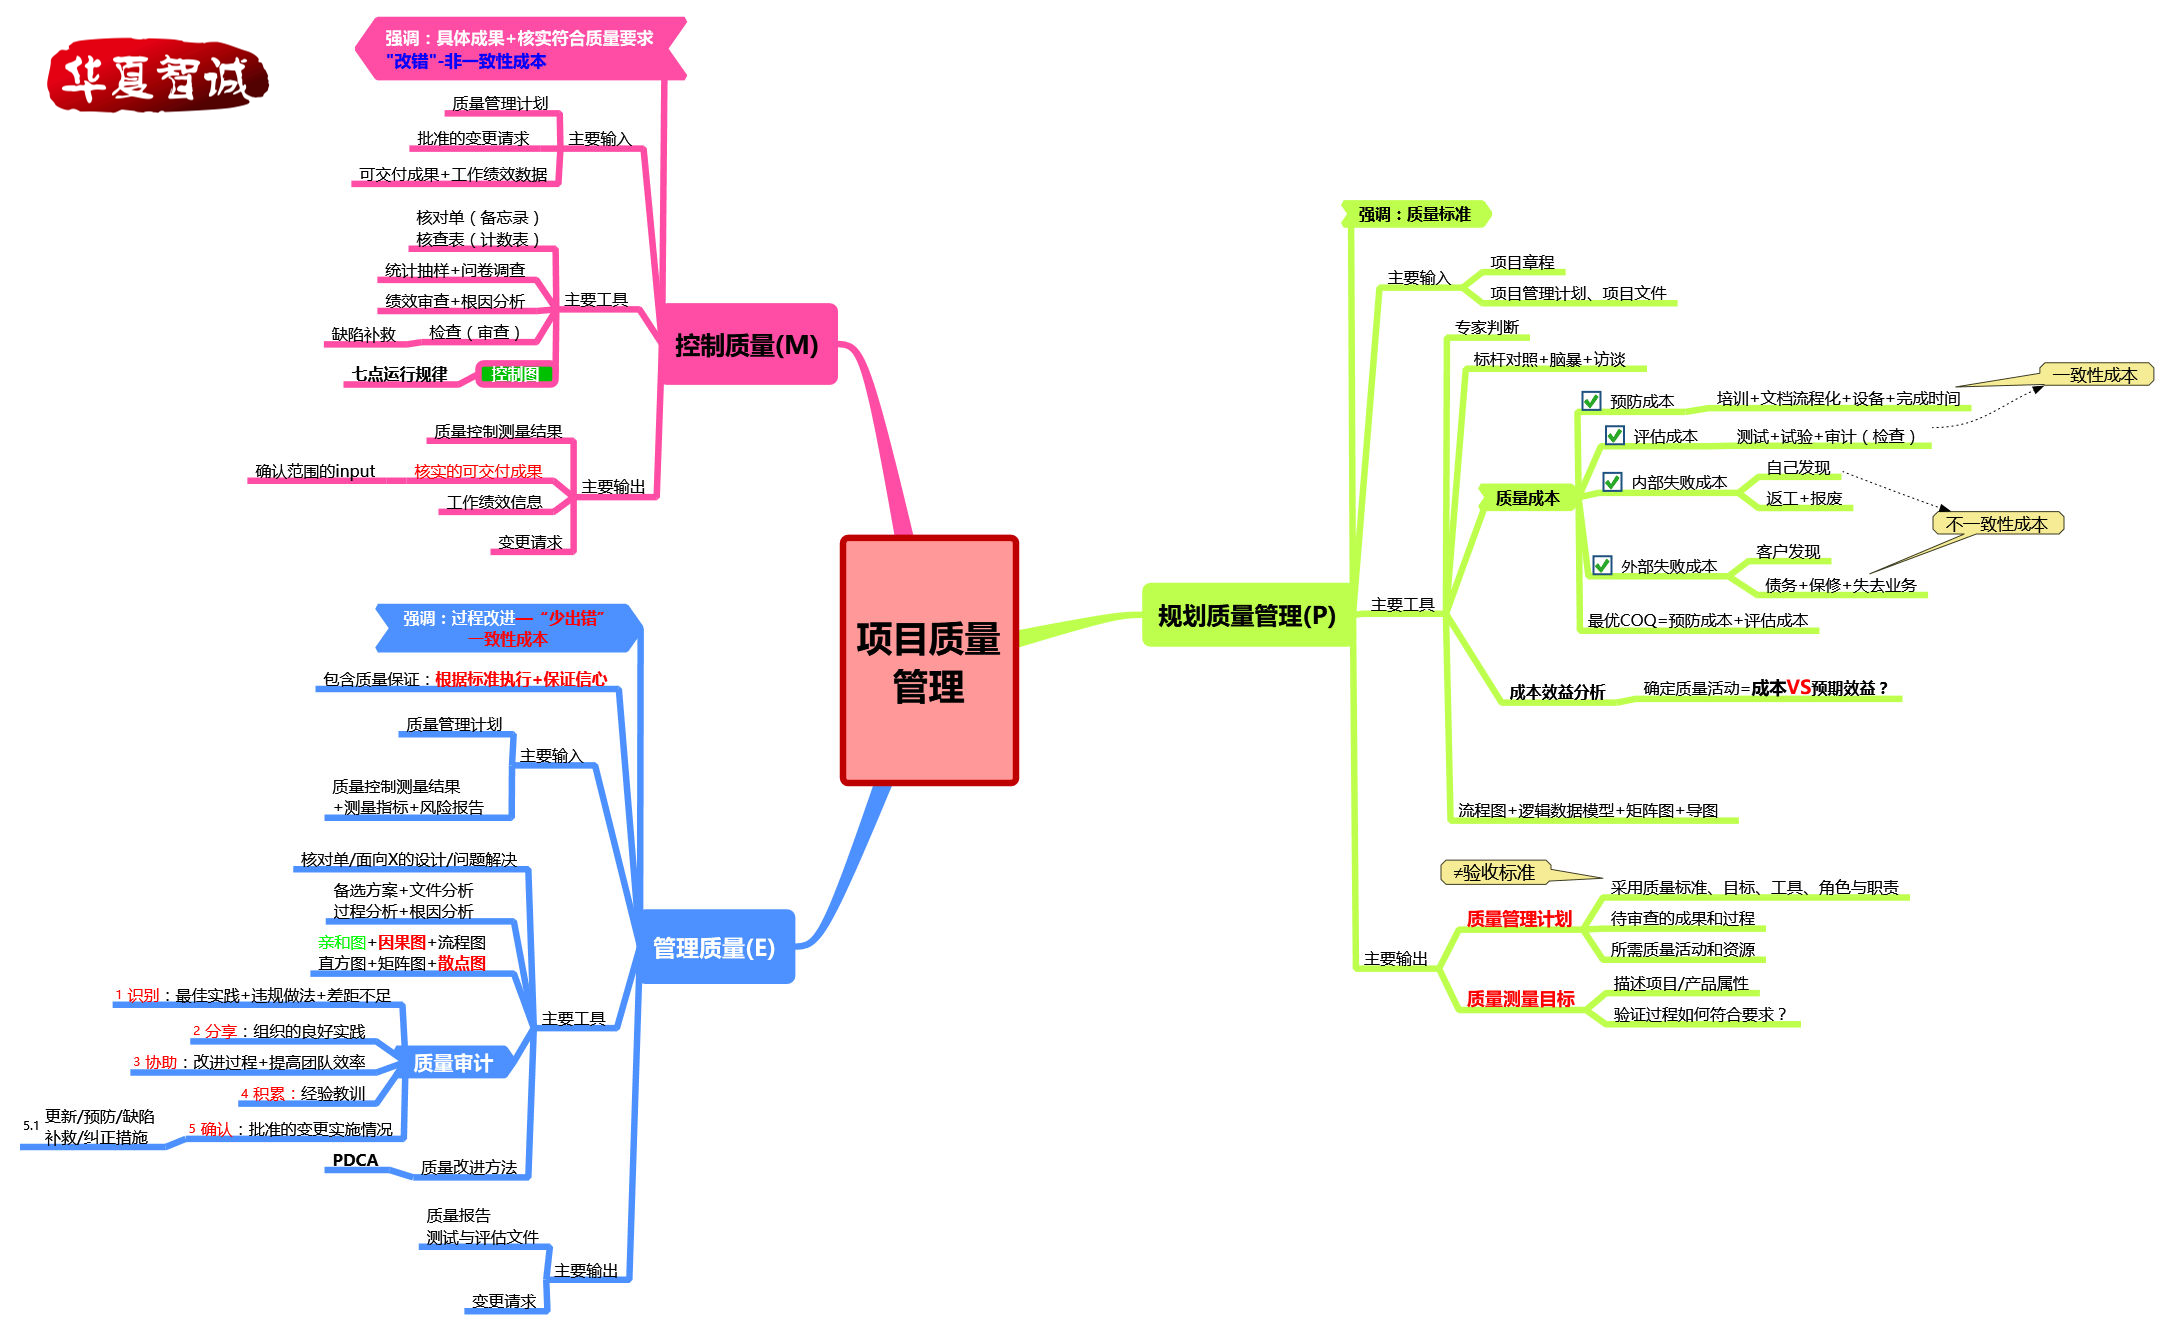 华夏智诚
强调：具体成果+核实符合质量要求
"改错"-非一致性成本
质量管理计划
批准的变更请求
主要输入
可交付成果+工作绩效数据
核对单（备忘录）
核查表（计数表）
统计抽样+问卷调查
绩效审查+根因分析
主要工具
缺陷补救
检查（审查）
七点运行规律
控制图
控制质量(M)
质量控制测量结果
确认范围的input
核实的可交付成果
主要输出
工作绩效信息
变更请求
项目质量
管理
强调：过程改进—“少出错”
一致性成本
包含质量保证：根据标准执行+保证信心
质量管理计划
主要输入
质量控制测量结果
+测量指标+风险报告
核对单/面向X的设计/问题解决
备选方案+文件分析
过程分析+根因分析
亲和图+因果图+流程图
直方图+矩阵图+散点图
管理质量(E)
1 识别：最佳实践+违规做法+差距不足
2 分享：组织的良好实践
主要工具
3 协助：改进过程+提高团队效率
质量审计
4 积累：经验教训
5.1 更新/预防/缺陷
补救/纠正措施
5 确认：批准的变更实施情况
PDCA
质量改进方法
质量报告
测试与评估文件
主要输出
变更请求
强调：质量标准
主要输入
项目章程
项目管理计划、项目文件
专家判断
标杆对照+脑暴+访谈
一致性成本
预防成本
培训+文档流程化+设备+完成时间
评估成本
测试+试验+审计（检查）
内部失败成本
自己发现
返工+报废
质量成本
不一致性成本
外部失败成本
客户发现
债务+保修+失去业务
规划质量管理(P)
主要工具
最优COQ=预防成本+评估成本
成本效益分析
确定质量活动=成本VS预期效益？
流程图+逻辑数据模型+矩阵图+导图
≠验收标准
采用质量标准、目标、工具、角色与职责
质量管理计划
待审查的成果和过程
所需质量活动和资源
主要输出
描述项目/产品属性
质量测量目标
验证过程如何符合要求？